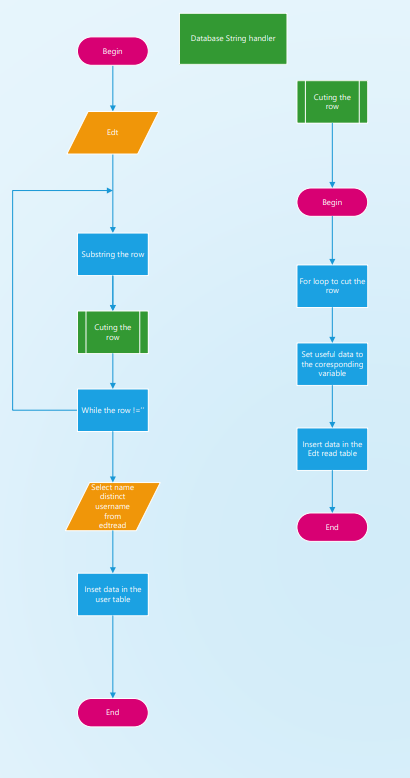 Database String handler
Begin
Edt
Substring the row
Cuting the
row
While the row !=''
Select name
distinct
username
from
edtread
Inset data in the
user table
End
Cuting the
row
Begin
For loop to cut the
row
Set useful data to
the coresponding
variable
Insert data in the
Edt read table
End